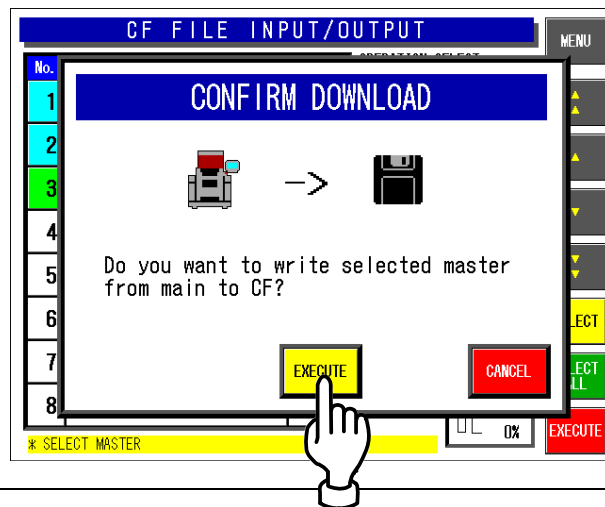 CF FILE INPUT/OUTPUT
MENU
No.
CONFIRM DOWNLOAD
1
2
3
4
5
6
7
8
->
Do you want to write selected master
from main to CF?
EXECUTE
CANCEL
LECT
LECT
ALL
0%
EXECUTE
* SELECT MASTER